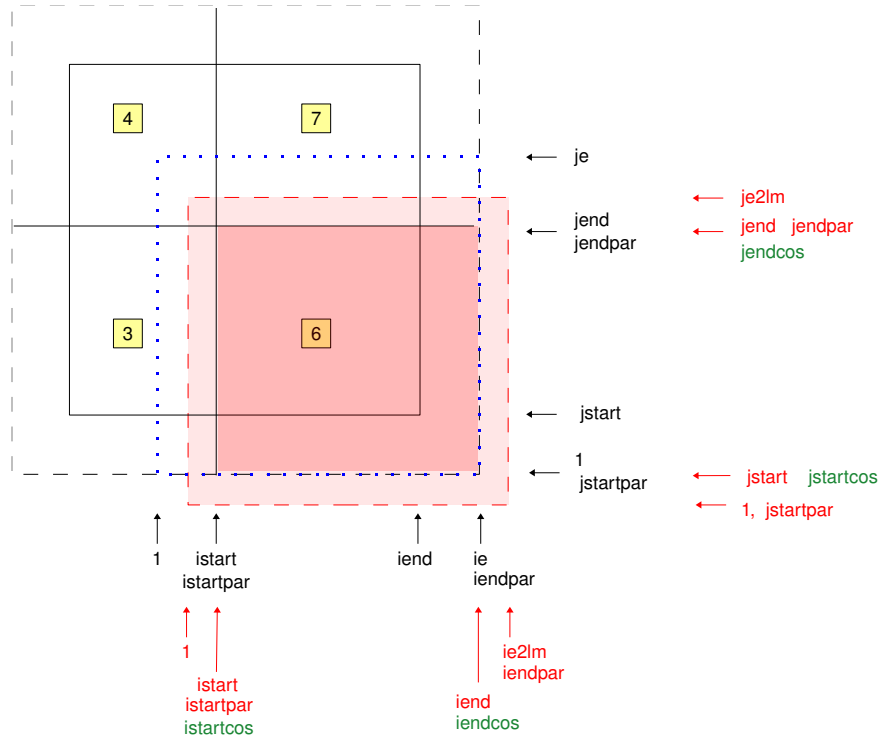 4 7
je
je2lm
jend
jendpar
jend jendpar
jendcos
3 6
jstart
1
jstartpar
jstart jstartcos
1, jstartpar
1 istart iend ie
istartpar iendpar
1 ie2lm
iendpar
istart
istartpar
istartcos
iend
iendcos